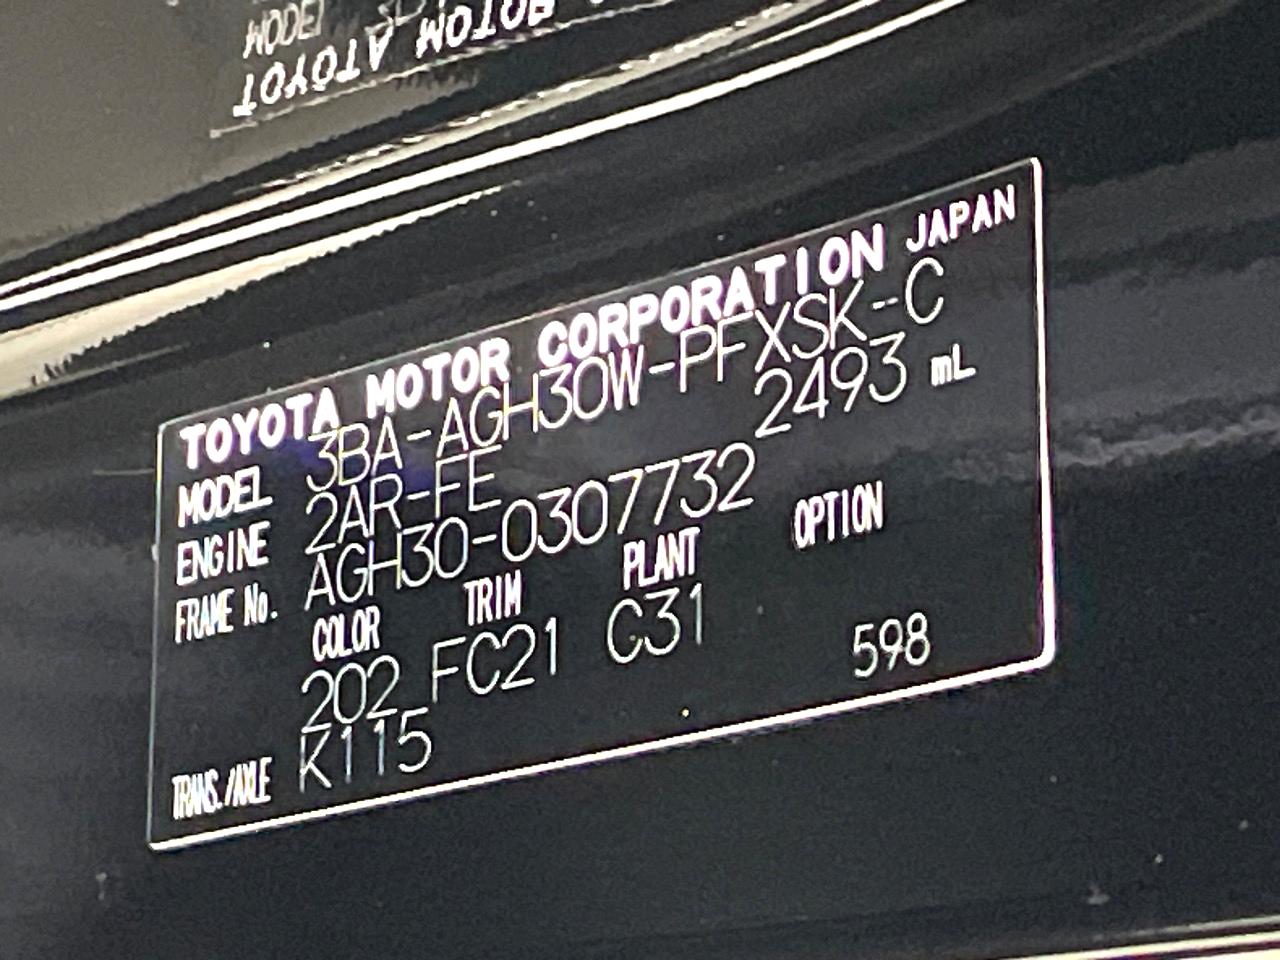 TOYOTA MOTOR CORPORATION JAPAN
MODEL 3BA-AGH30W-PFXSK-C
ENGINE 2AR-FE 2493 mL
FRAME No. AGH30-0307732
COLOR TRIM PLANT OPTION
202 FC21 C31 598
TRANS./AXLE K115